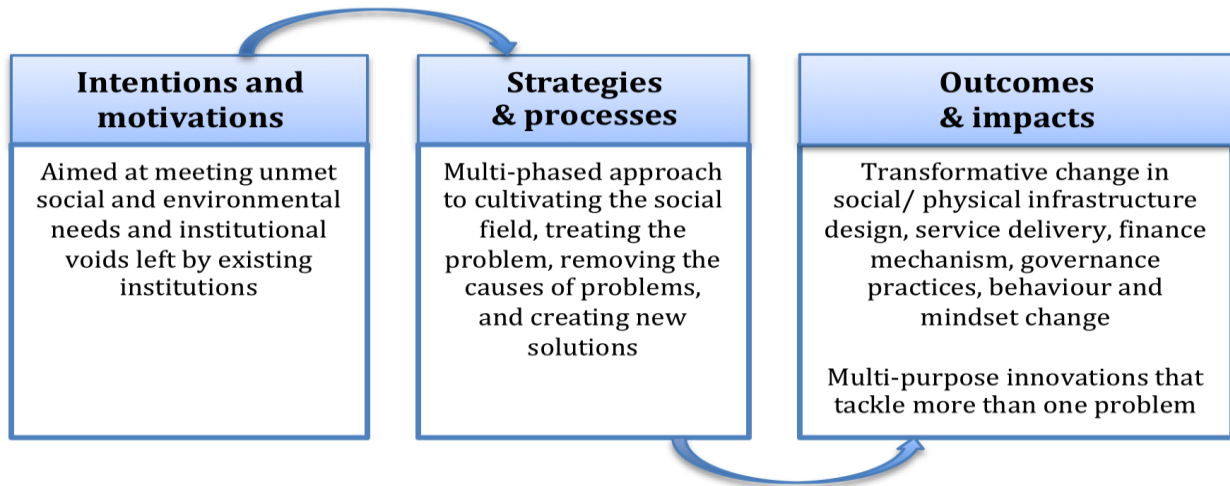 Intentions and
motivations
Aimed at meeting unmet
social and environmental
needs and institutional
voids left by existing
institutions
Strategies
& processes
Multi-phased approach
to cultivating the social
field, treating the
problem, removing the
causes of problems,
and creating new
solutions
Outcomes
& impacts
Transformative change in
social/ physical infrastructure
design, service delivery, finance
mechanism, governance
practices, behaviour and
mindset change
Multi-purpose innovations that
tackle more than one problem